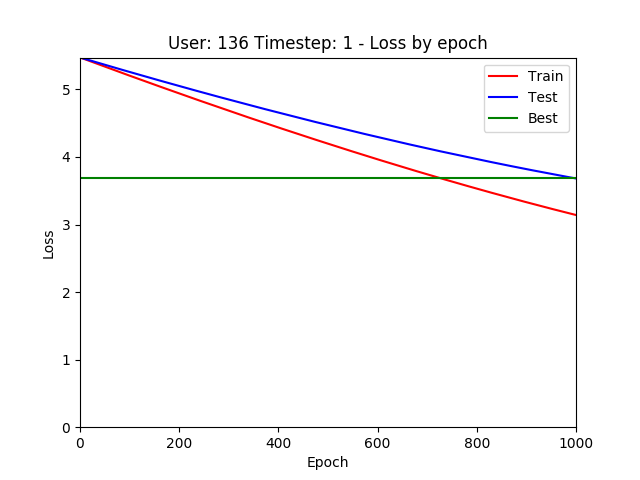 User: 136 Timestep: 1 - Loss by epoch
Train
Test
Best
5
4
3
2
1
0
Loss
0 200 400 600 800 1000
Epoch